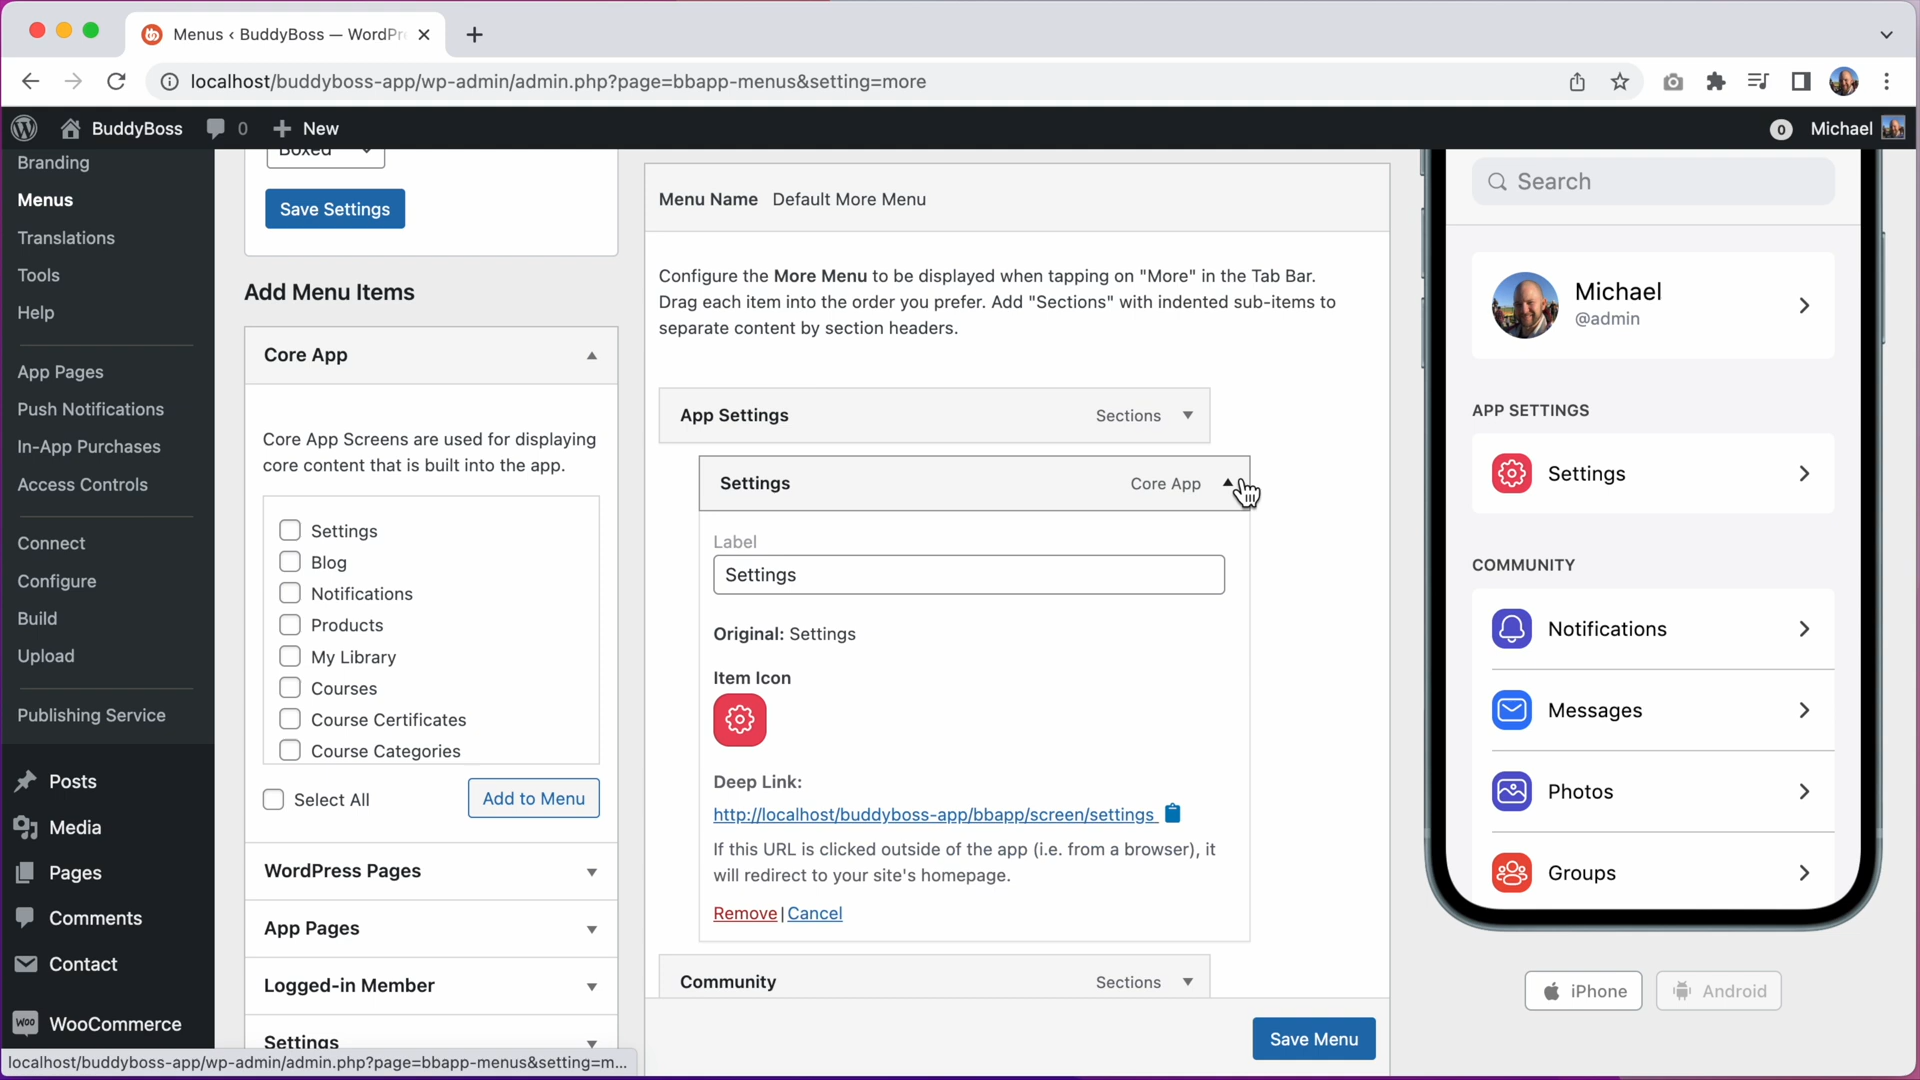 Menus ‹ BuddyBoss — WordPr
localhost/buddyboss-app/wp-admin/admin.php?page=bbapp-menus&setting=more
BuddyBoss
0
New
0
Michael
Branding
Menus
Translations
Tools
Help
App Pages
Push Notifications
In-App Purchases
Access Controls
Connect
Configure
Build
Upload
Publishing Service
Posts
Media
Pages
Comments
Contact
Woo
WooCommerce
Boxed
Save Settings
Add Menu Items
Core App
Core App Screens are used for displaying
core content that is built into the app.
Settings
Blog
Notifications
Products
My Library
Courses
Course Certificates
Course Categories
Select All
Add to Menu
WordPress Pages
App Pages
Logged-in Member
Settings
Menu Name Default More Menu
Configure the More Menu to be displayed when tapping on "More" in the Tab Bar.
Drag each item into the order you prefer. Add "Sections" with indented sub-items to
separate content by section headers.
App Settings Sections
Settings Core App
Label
Settings
Original: Settings
Item Icon
Deep Link:
http://localhost/buddyboss-app/bbapp/screen/settings
If this URL is clicked outside of the app (i.e. from a browser), it
will redirect to your site's homepage.
Remove | Cancel
Community Sections
Save Menu
Search
Michael
@admin
APP SETTINGS
Settings
COMMUNITY
Notifications
Messages
Photos
Groups
iPhone
Android
localhost/buddyboss-app/wp-admin/admin.php?page=bbapp-menus&setting=m...